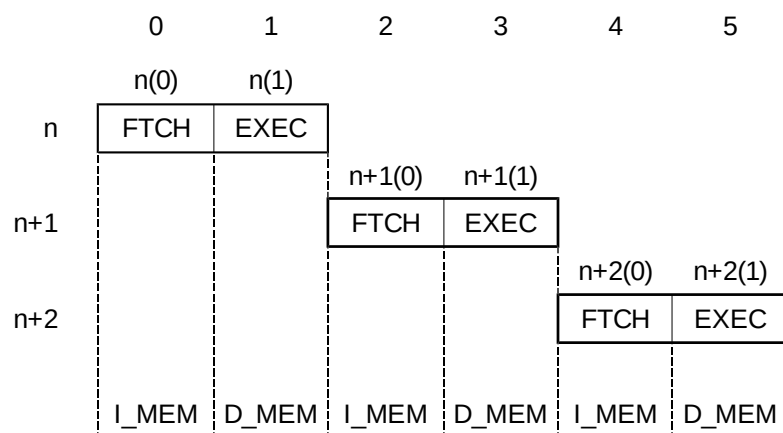 0 1 2 3 4 5
n(0) n(1)
n FTCH EXEC
n+1(0) n+1(1)
n+1 FTCH EXEC
n+2(0) n+2(1)
n+2 FTCH EXEC
I_MEM D_MEM I_MEM D_MEM I_MEM D_MEM